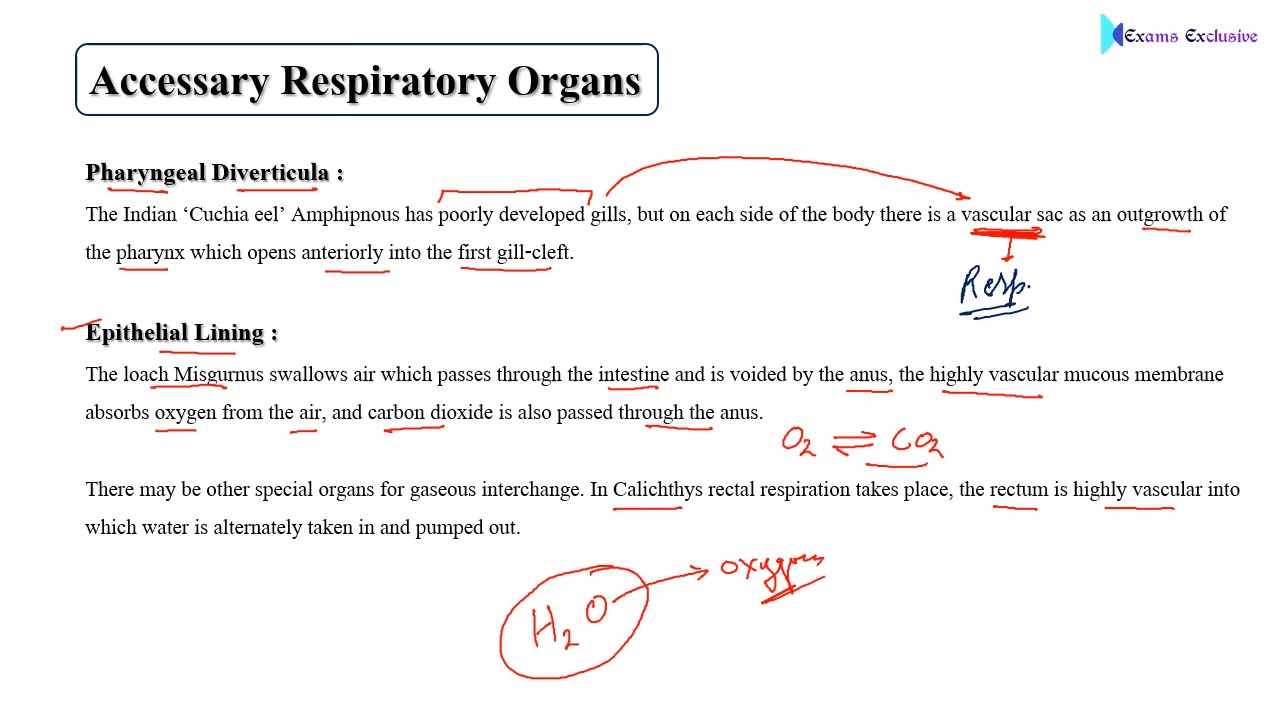 Exams Exclusive
Accessary Respiratory Organs
Pharyngeal Diverticula :
The Indian ‘Cuchia eel’ Amphipnous has poorly developed gills, but on each side of the body there is a vascular sac as an outgrowth of
the pharynx which opens anteriorly into the first gill-cleft.
Resp.
Epithelial Lining :
The loach Misgurnus swallows air which passes through the intestine and is voided by the anus, the highly vascular mucous membrane
absorbs oxygen from the air, and carbon dioxide is also passed through the anus.
O2 ⇌ CO2
There may be other special organs for gaseous interchange. In Calichthys rectal respiration takes place, the rectum is highly vascular into
which water is alternately taken in and pumped out.
H2O → oxygen